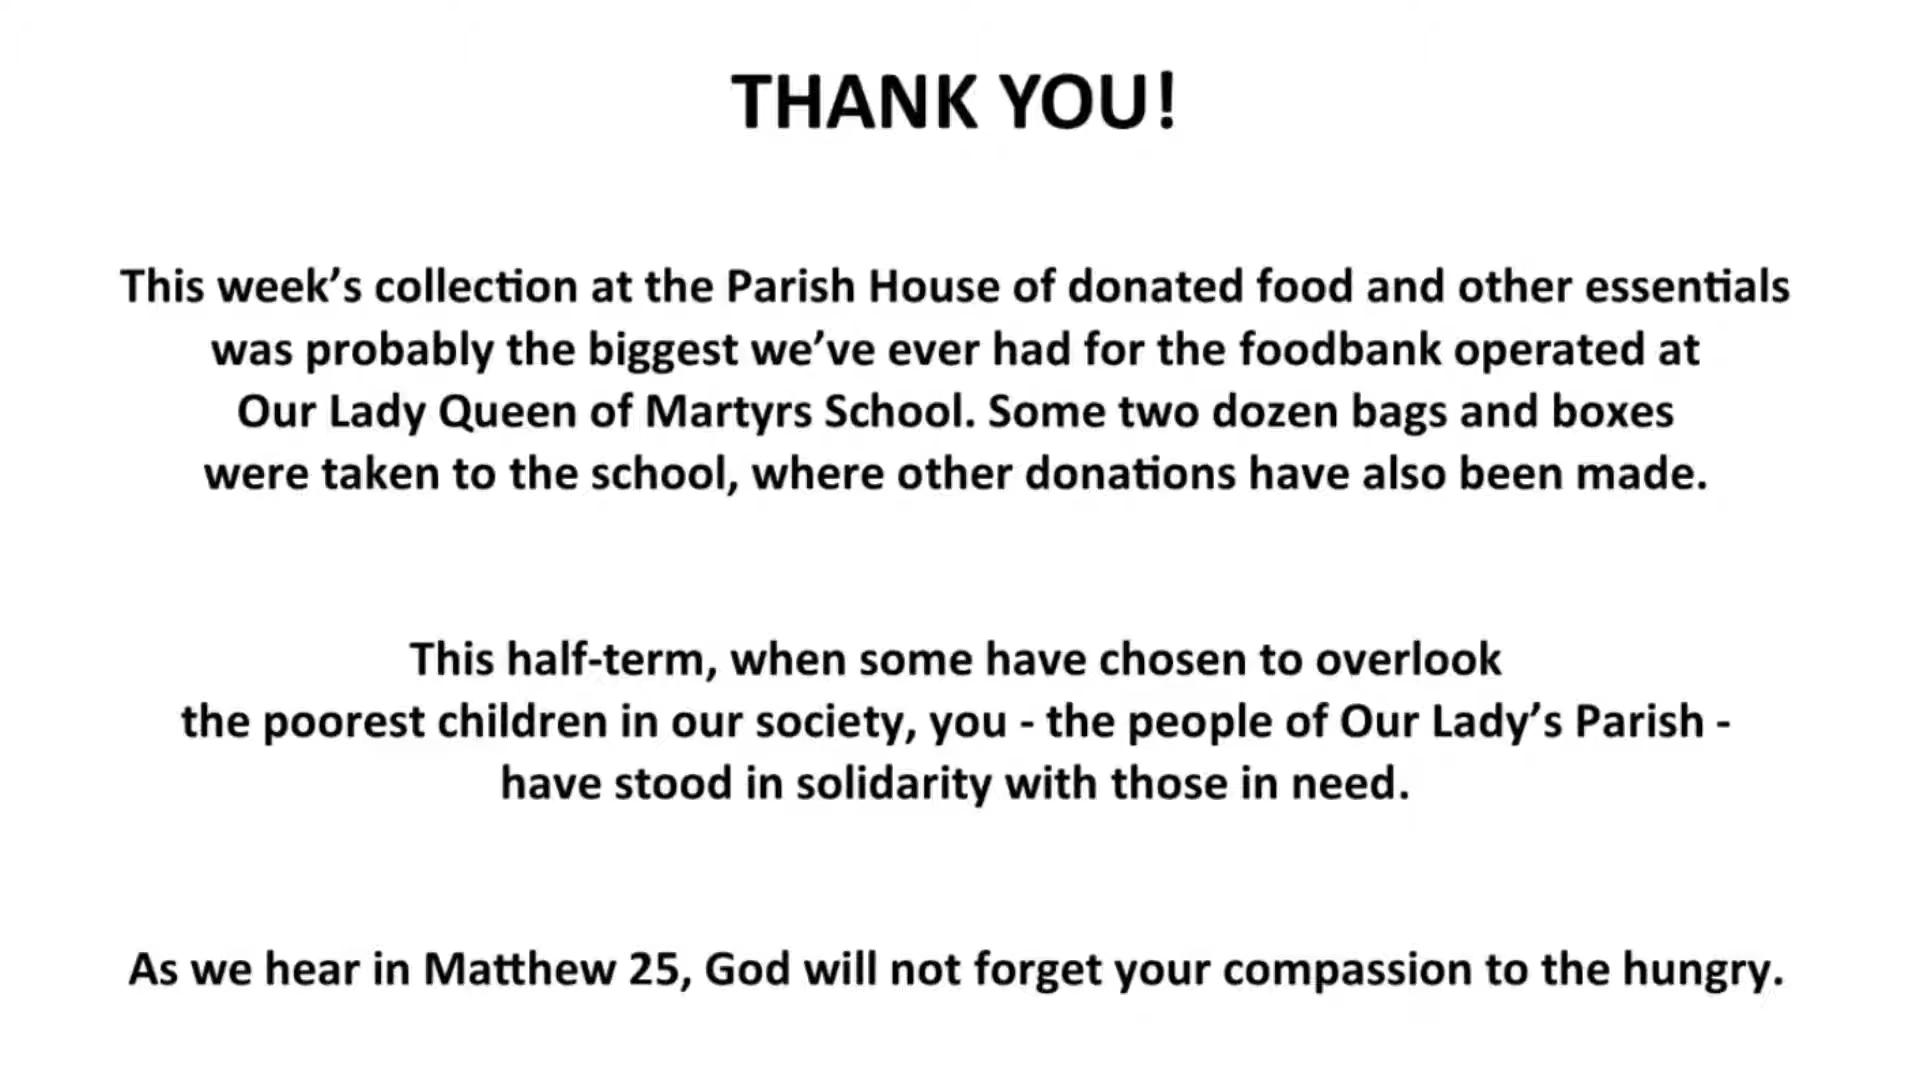 THANK YOU!
This week’s collection at the Parish House of donated food and other essentials
was probably the biggest we’ve ever had for the foodbank operated at
Our Lady Queen of Martyrs School. Some two dozen bags and boxes
were taken to the school, where other donations have also been made.
This half-term, when some have chosen to overlook
the poorest children in our society, you - the people of Our Lady’s Parish -
have stood in solidarity with those in need.
As we hear in Matthew 25, God will not forget your compassion to the hungry.